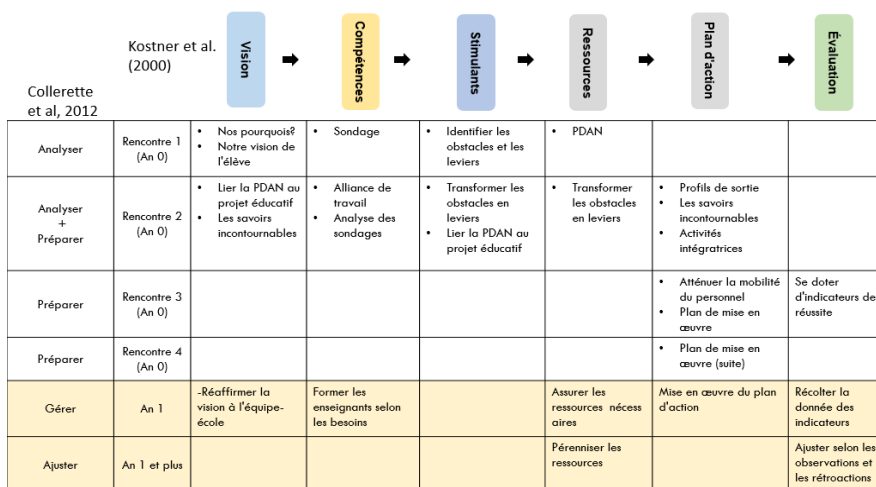 Kostner et al.
(2000)
Vision
Compétences
Stimulants
Ressources
Plan d'action
Évaluation
Collerette
et al, 2012
Analyser
Rencontre 1
(An 0)
• Nos pourquoi?
• Notre vision de
l'élève
• Sondage
• Identifier les
obstacles et les
leviers
• PDAN
Analyser
+
Préparer
Rencontre 2
(An 0)
• Lier la PDAN au
projet éducatif
• Les savoirs
incontournables
• Alliance de
travail
• Analyse des
sondages
• Transformer les
obstacles en
leviers
• Lier la PDAN au
projet éducatif
• Transformer
les obstacles
en leviers
• Profils de sortie
• Les savoirs
incontournables
• Activités
intégratrices
Préparer
Rencontre 3
(An 0)
• Atténuer la mobilité
du personnel
• Plan de mise en
œuvre
Se doter
d'indicateurs de
réussite
Préparer
Rencontre 4
(An 0)
• Plan de mise en
œuvre (suite)
Gérer
An 1
-Réaffirmer la
vision à l'équipe-
école
Former les
enseignants selon
les besoins
Assurer les
ressources nécess
aires
Mise en œuvre du plan
d'action
Récolter la
donnée des
indicateurs
Ajuster
An 1 et plus
Pérenniser les
ressources
Ajuster selon les
observations et
les rétroactions